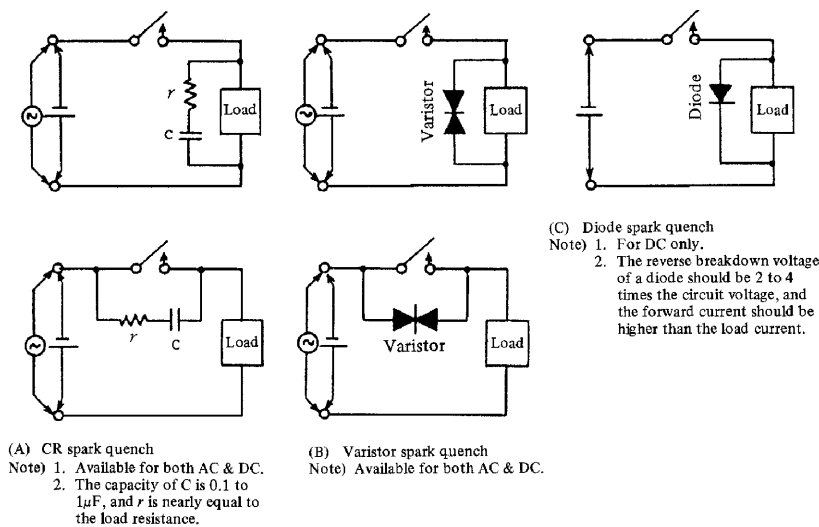 r
C
Load
Varistor
Load
Diode
Load
r
C
Load
Varistor
Load
(A) CR spark quench
Note) 1. Available for both AC & DC.
2. The capacity of C is 0.1 to
1μF, and r is nearly equal to
the load resistance.
(B) Varistor spark quench
Note) Available for both AC & DC.
(C) Diode spark quench
Note) 1. For DC only.
2. The reverse breakdown voltage
of a diode should be 2 to 4
times the circuit voltage, and
the forward current should be
higher than the load current.